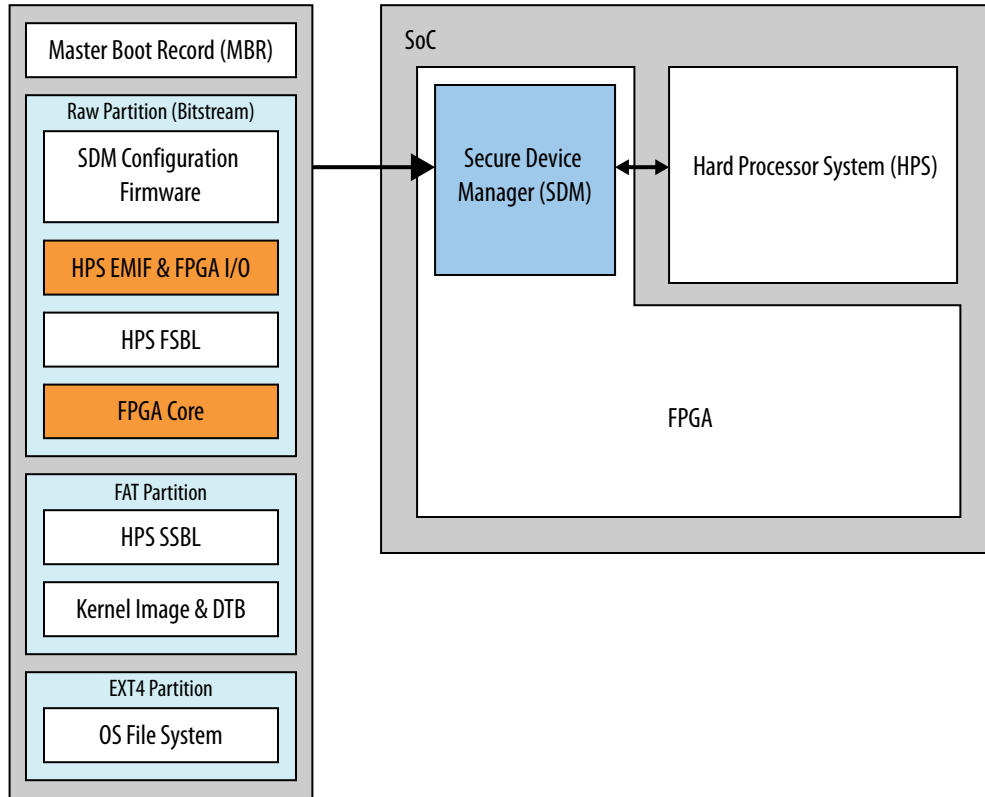 Master Boot Record (MBR)
Raw Partition (Bitstream)
SDM Configuration
Firmware
HPS EMIF & FPGA I/O
HPS FSBL
FPGA Core
FAT Partition
HPS SSBL
Kernel Image & DTB
EXT4 Partition
OS File System
SoC
Secure Device
Manager (SDM)
Hard Processor System (HPS)
FPGA